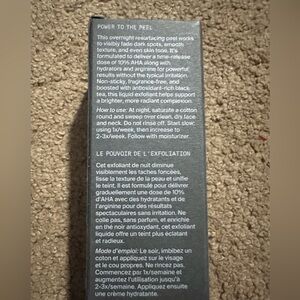 POWER TO THE PEEL
This overnight resurfacing peel works
to visibly fade dark spots, smooth
texture, and even skin tone. It's
formulated to deliver a time-release
dose of 10% AHA along with
hydrators and arginine for powerful
results without the typical irritation.
Non-sticky, fragrance-free, and
boosted with antioxidant-rich black
tea, this liquid exfoliant helps support
a brighter, more radiant complexion.
How to use: At night, saturate a cotton
round and sweep over clean, dry face
and neck. Do not rinse off. Start slow:
using 1x/week, then increase to
2-3x/week. Follow with moisturizer.
LE POUVOIR DE L'EXFOLIATION
Cet exfoliant de nuit diminue
visiblement les taches foncées,
lisse la texture de la peau et unifie
le teint. Il est formulé pour délivrer
graduellement une dose de 10%
d'AHA avec des hydratants et de
l'arginine pour des résultats
spectaculaires sans irritation. Ne
colle pas, sans parfum, et enrichi
en thé noir antioxydant, cet exfoliant
liquide offre un teint plus éclatant
et radieux.
Mode d'emploi: Le soir, imbibez un
coton et appliquez sur le visage
et le cou propres. Ne rincez pas.
Commencez par 1x/semaine et
augmentez l'utilisation jusqu'à
2-3x/semaine. Appliquez ensuite
une crème hydratante.